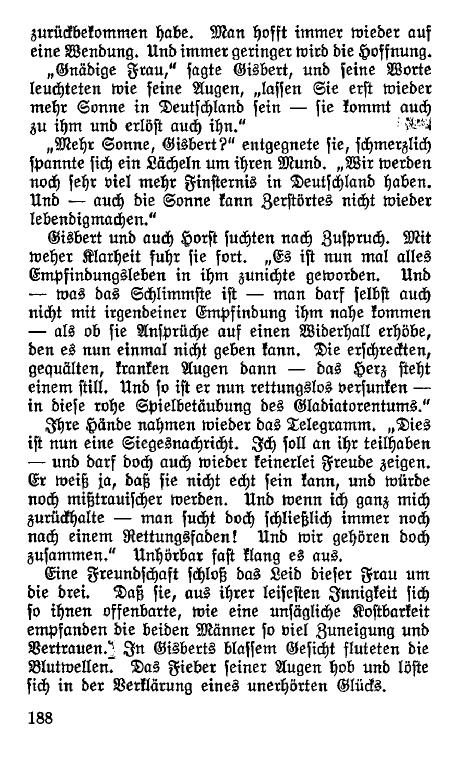 zurückbekommen habe. Man hofft immer wieder auf
eine Wendung. Und immer geringer wird die Hoffnung.
„Gnädige Frau,“ sagte Gisbert, und seine Worte
leuchteten wie seine Augen, „lassen Sie erst wieder
mehr Sonne in Deutschland sein — sie kommt auch
zu ihm und erlöst auch ihn.“
„Mehr Sonne, Gisbert?“ entgegnete sie, schmerzlich
spannte sich ein Lächeln um ihren Mund. „Wir werden
noch sehr viel mehr Finsternis in Deutschland haben.
Und — auch die Sonne kann Zerstörtes nicht wieder
lebendigmachen.“
Gisbert und auch Horst suchten nach Zuspruch. Mit
weher Klarheit fuhr sie fort. „Es ist nun mal alles
Empfindungsleben in ihm zunichte geworden. Und
— was das Schlimmste ist — man darf selbst auch
nicht mit irgendeiner Empfindung ihm nahe kommen
— als ob sie Ansprüche auf einen Widerhall erhöbe,
den es nun einmal nicht geben kann. Die erschreckten,
gequälten, kranken Augen dann — das Herz steht
einem still. Und so ist er nun rettungslos versunken —
in diese rohe Spielbetäubung des Gladiatorentums.“
Ihre Hände nahmen wieder das Telegramm. „Dies
ist nun eine Siegesnachricht. Ich soll an ihr teilhaben
— und darf doch auch wieder keinerlei Freude zeigen.
Er weiß ja, daß sie nicht echt sein kann, und würde
noch mißtrauischer werden. Und wenn ich ganz mich
zurückhalte — man sucht doch schließlich immer noch
nach einem Rettungsfaden! Und wir gehören doch
zusammen.“ Unhörbar fast klang es aus.
Eine Freundschaft schloß das Leid dieser Frau um
die drei. Daß sie, aus ihrer leisesten Innigkeit sich
so ihnen offenbarte, wie eine unsägliche Kostbarkeit
empfanden die beiden Männer so viel Zuneigung und
Vertrauen. In Gisberts blassem Gesicht fluteten die
Blutwellen. Das Fieber seiner Augen hob und löste
sich in der Verklärung eines unerhörten Glücks.
188